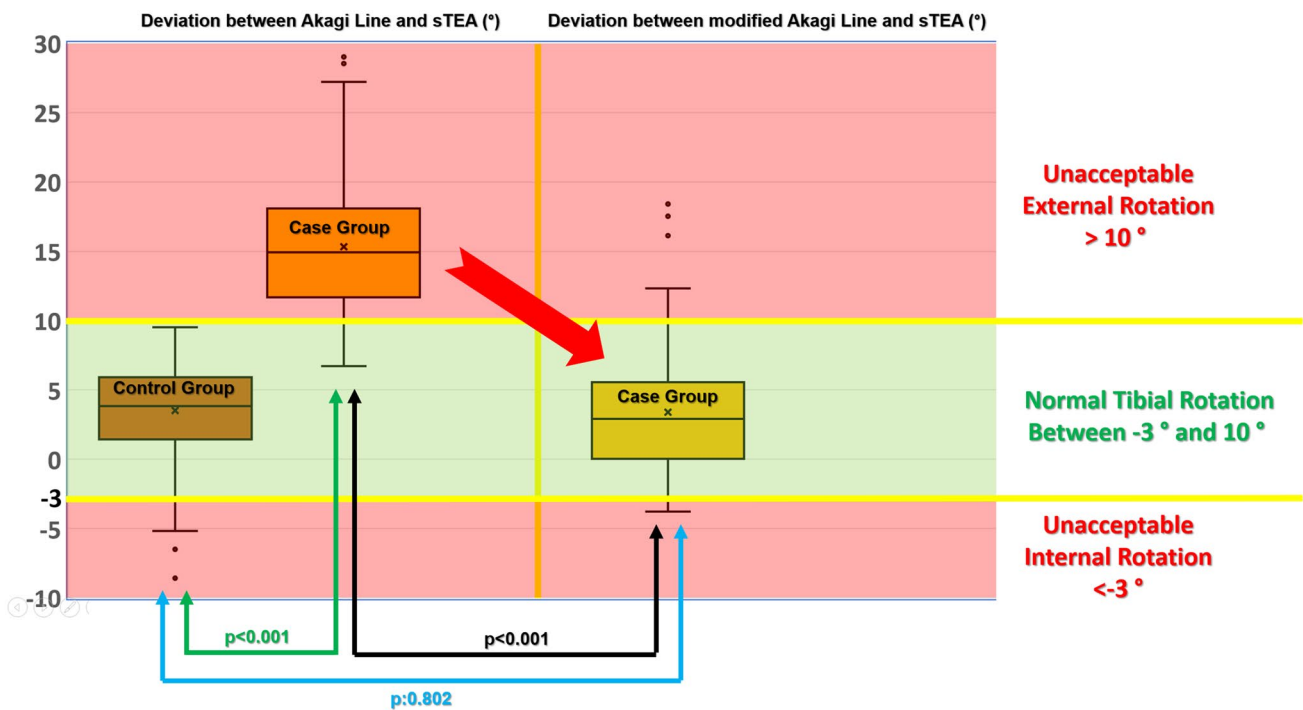 Deviation between Akagi Line and sTEA (°)
Deviation between modified Akagi Line and sTEA (°)
30
25
20
15
10
5
0
-3
-5
-10
Case Group
Control Group
Case Group
Unacceptable
External Rotation
> 10 °
Normal Tibial Rotation
Between -3 ° and 10 °
Unacceptable
Internal Rotation
<-3 °
p<0.001
p<0.001
p:0.802